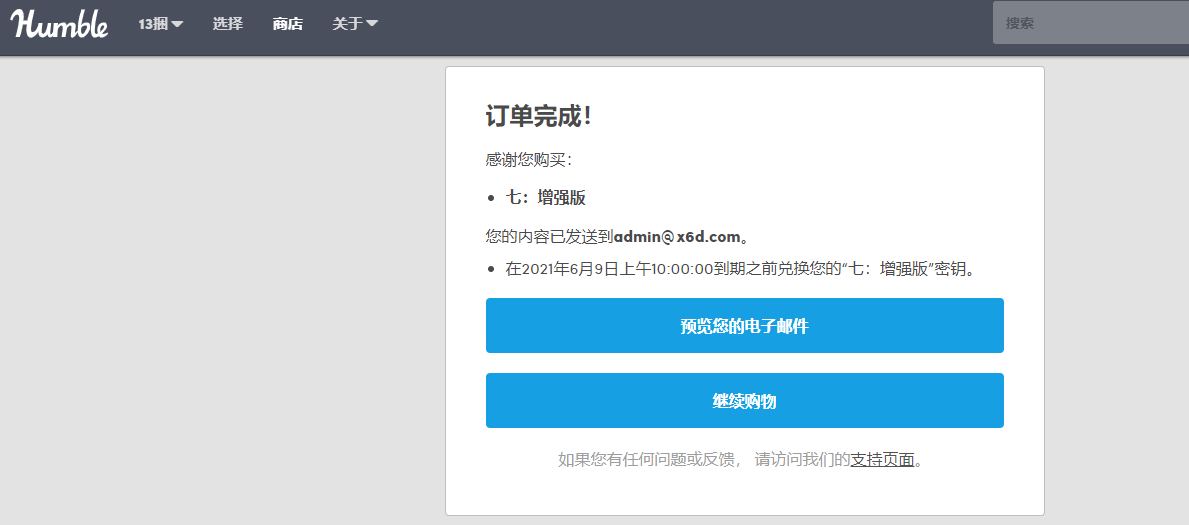 Humble 13捆 选择 商店 关于 搜索
订单完成！
感谢您购买：
七：增强版
您的内容已发送到admin@x6d.com。
在2021年6月9日上午10:00:00到期之前兑换您的“七：增强版”密钥。
预览您的电子邮件
继续购物
如果您有任何问题或反馈， 请访问我们的支持页面。